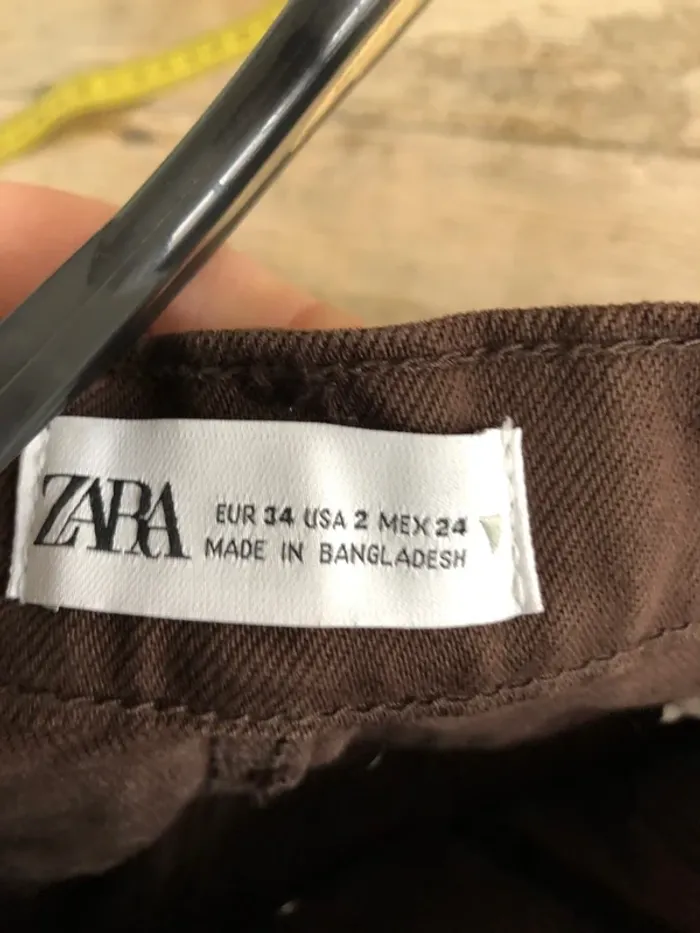 ZARA
EUR 34 USA 2 MEX 24
MADE IN BANGLADESH